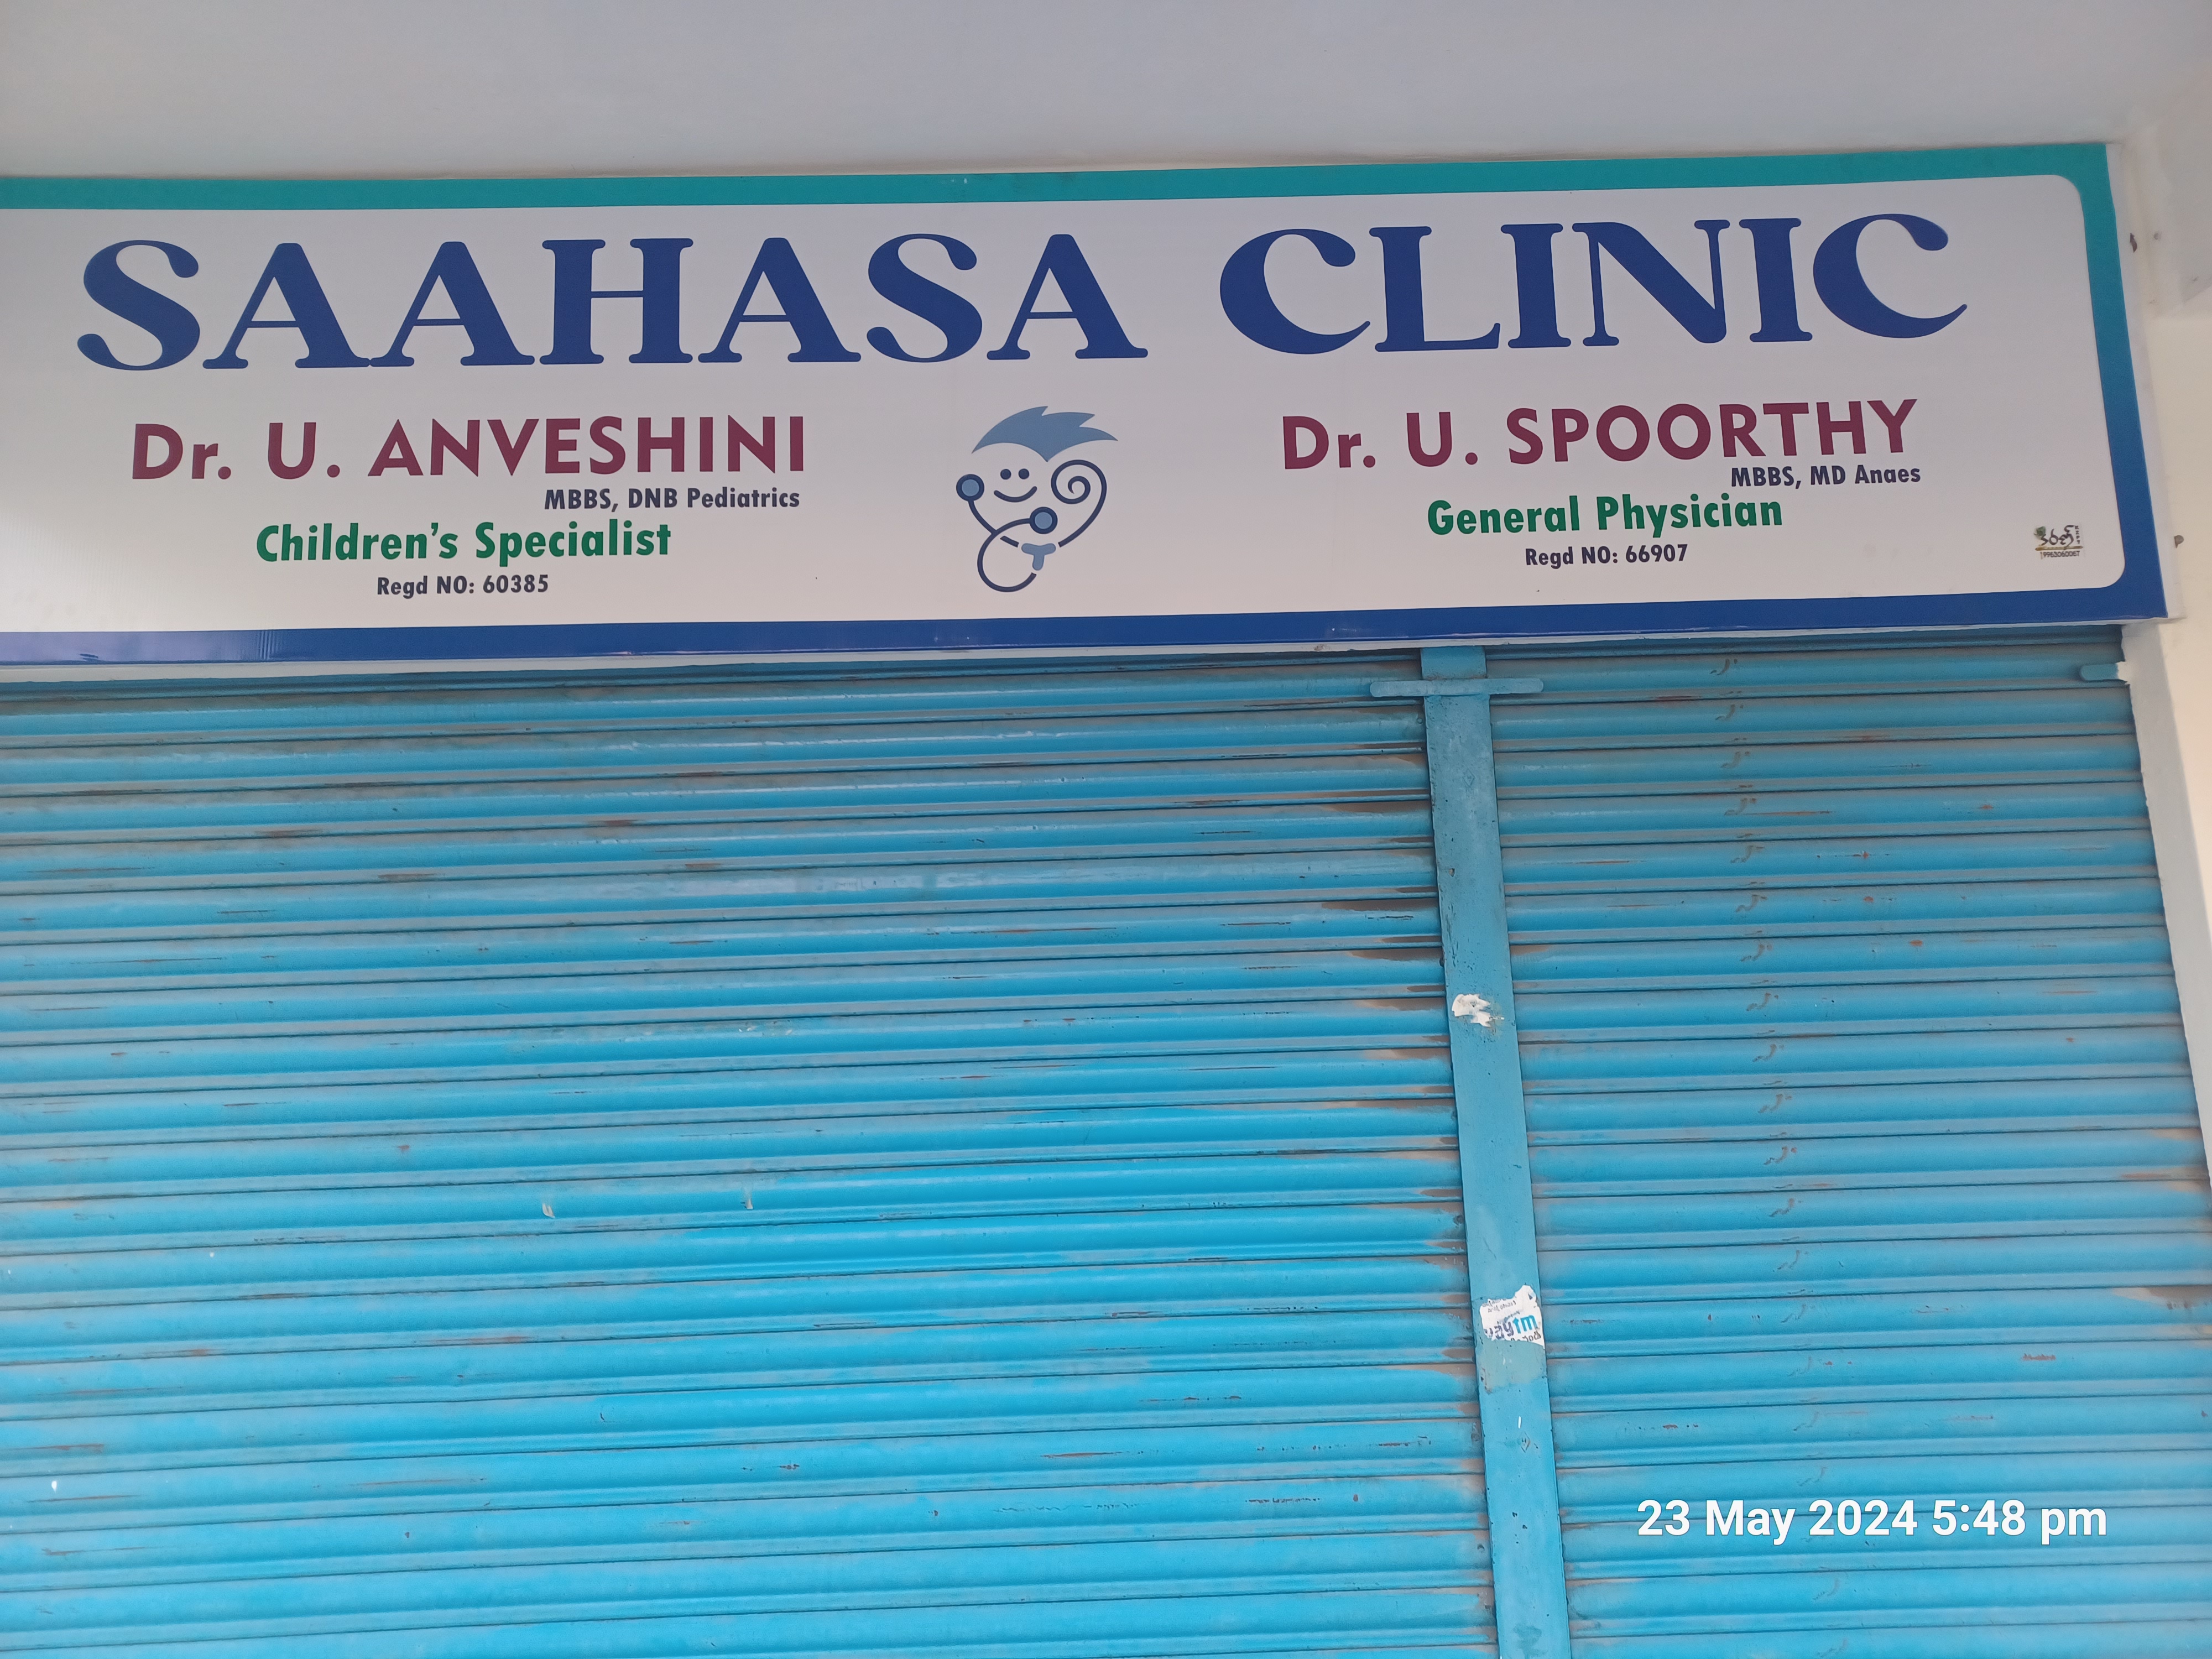 SAAHASA CLINIC
Dr. U. ANVESHINI
MBBS, DNB Pediatrics
Children's Specialist
Regd NO: 60385
Dr. U. SPOORTHY
MBBS, MD Anaes
General Physician
Regd NO: 66907
paytm
23 May 2024 5:48 pm